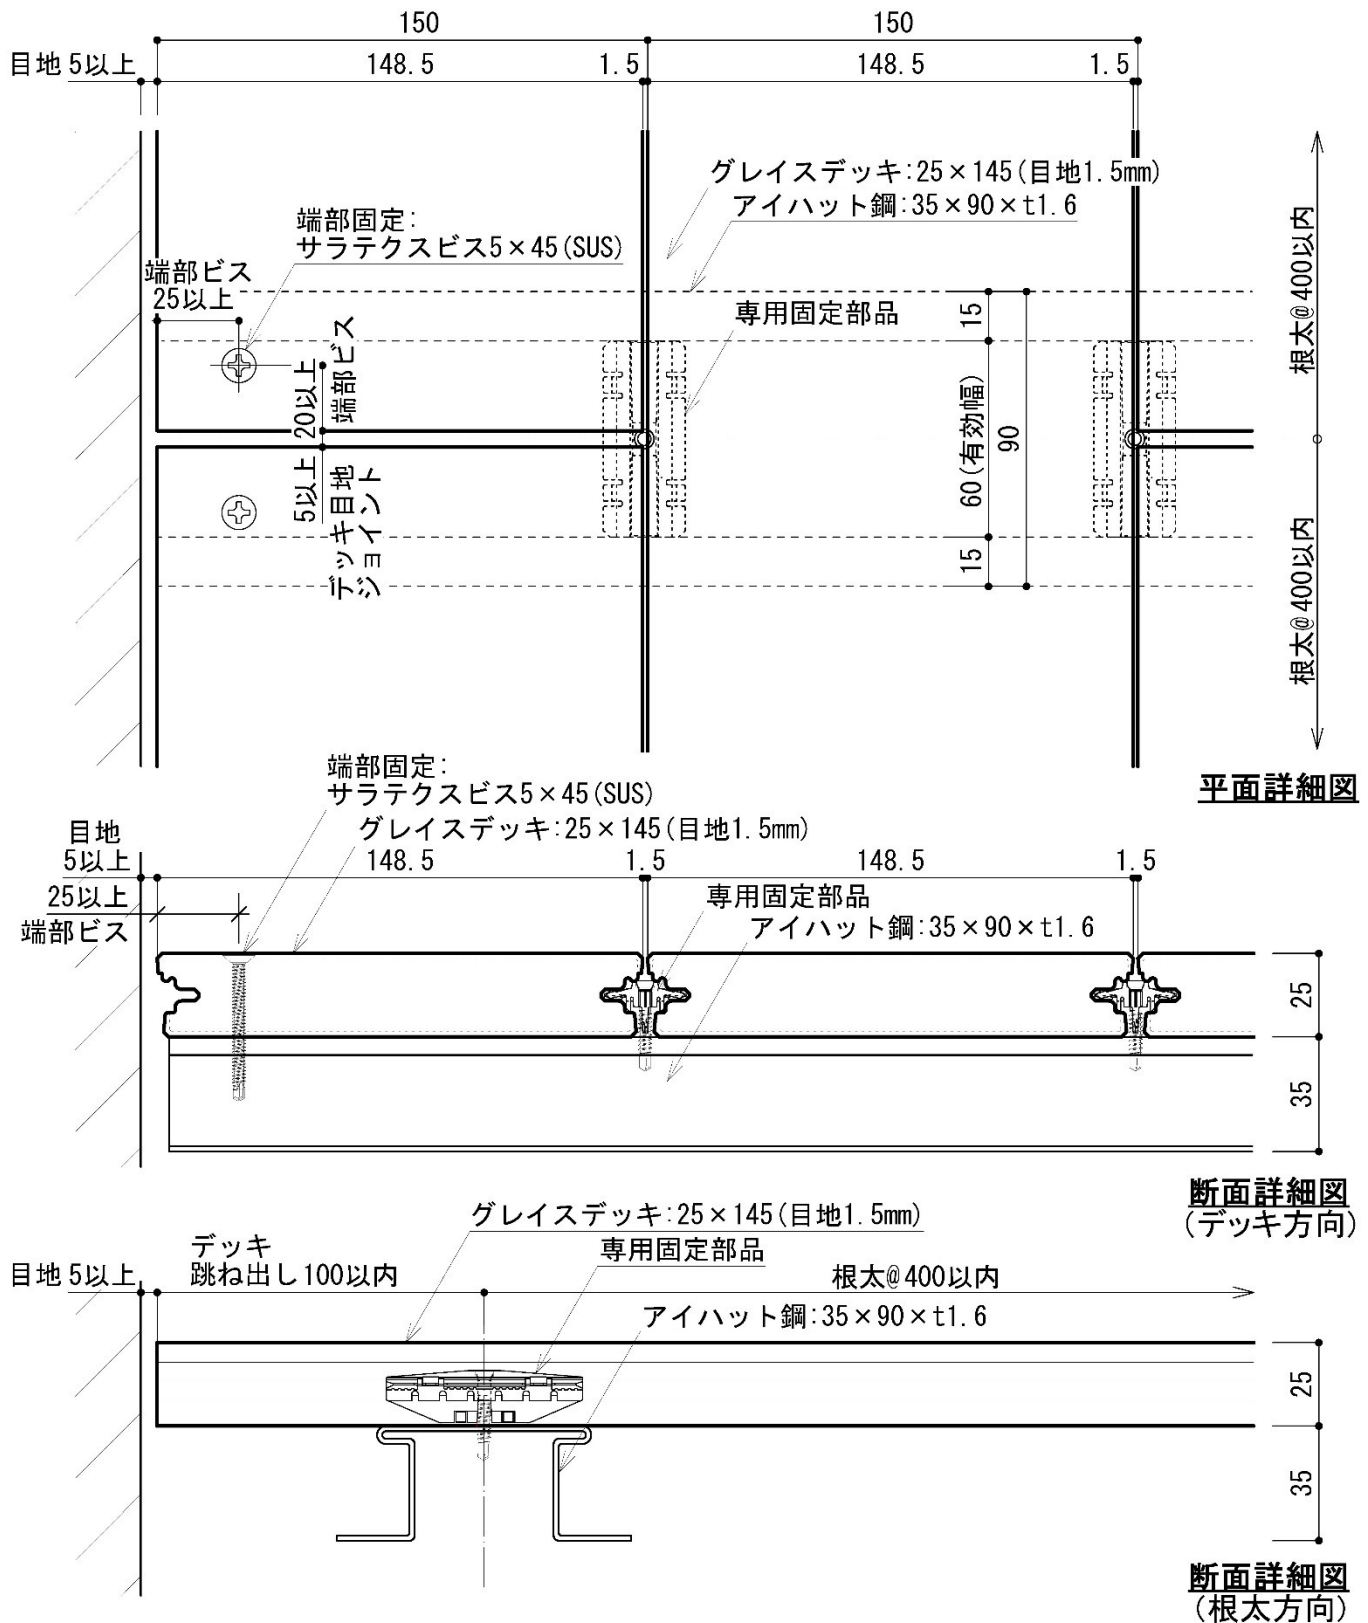 150
150
目地 5以上
148.5
1.5
148.5
1.5
グレイスデッキ:25×145(目地1.5mm)
アイハット鋼:35×90×t1.6
端部固定:
サラテクスビス5×45(SUS)
端部ビス
25以上
専用固定部品
15
60(有効幅)
90
15
20以上
端部ビス
5以上
デッキ目地
ジョイント
根太@400以内
根太@400以内
平面詳細図
端部固定:
サラテクスビス5×45(SUS)
グレイスデッキ:25×145(目地1.5mm)
目地
5以上
148.5
1.5
148.5
1.5
25以上
端部ビス
専用固定部品
アイハット鋼:35×90×t1.6
25
35
断面詳細図
(デッキ方向)
グレイスデッキ:25×145(目地1.5mm)
デッキ
跳ね出し100以内
専用固定部品
目地 5以上
根太@400以内
アイハット鋼:35×90×t1.6
25
35
断面詳細図
(根太方向)